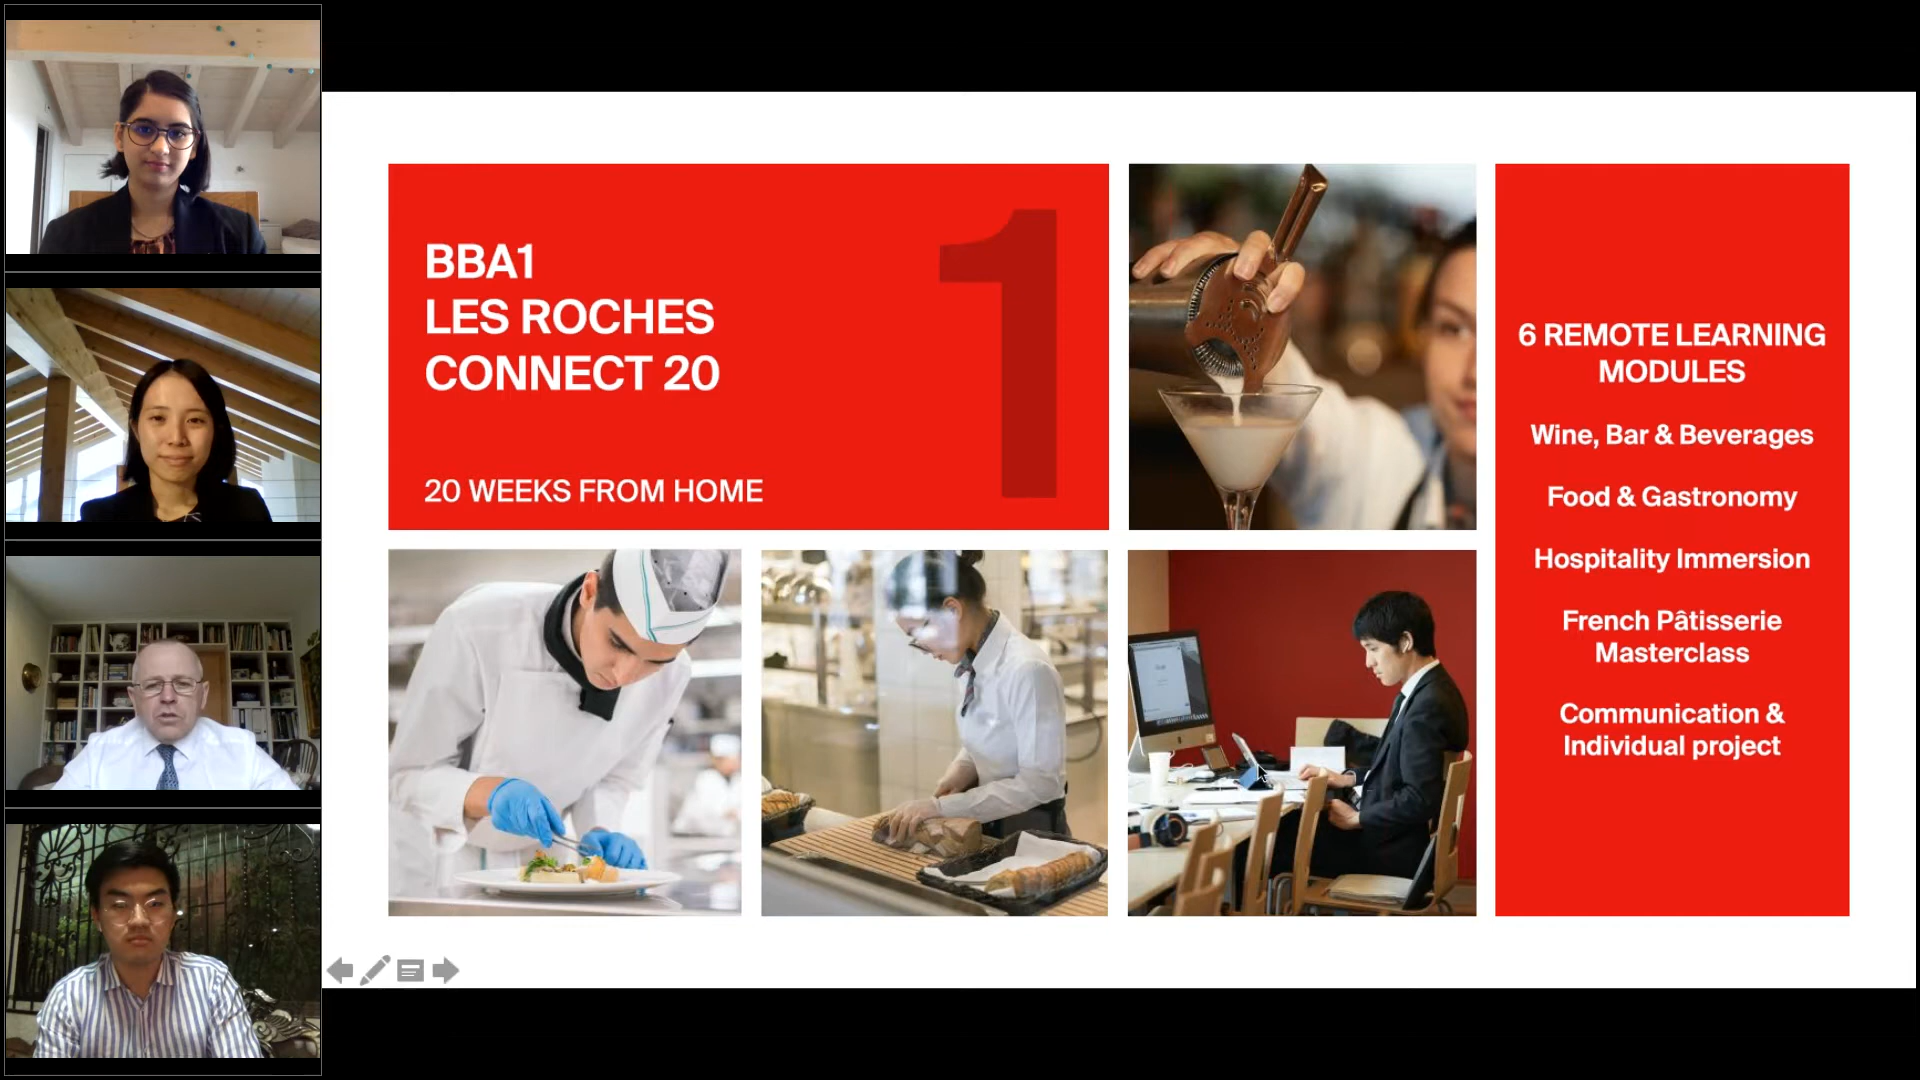 BBA1
LES ROCHES
CONNECT 20
1
20 WEEKS FROM HOME
6 REMOTE LEARNING
MODULES
Wine, Bar & Beverages
Food & Gastronomy
Hospitality Immersion
French Pâtisserie
Masterclass
Communication &
Individual project